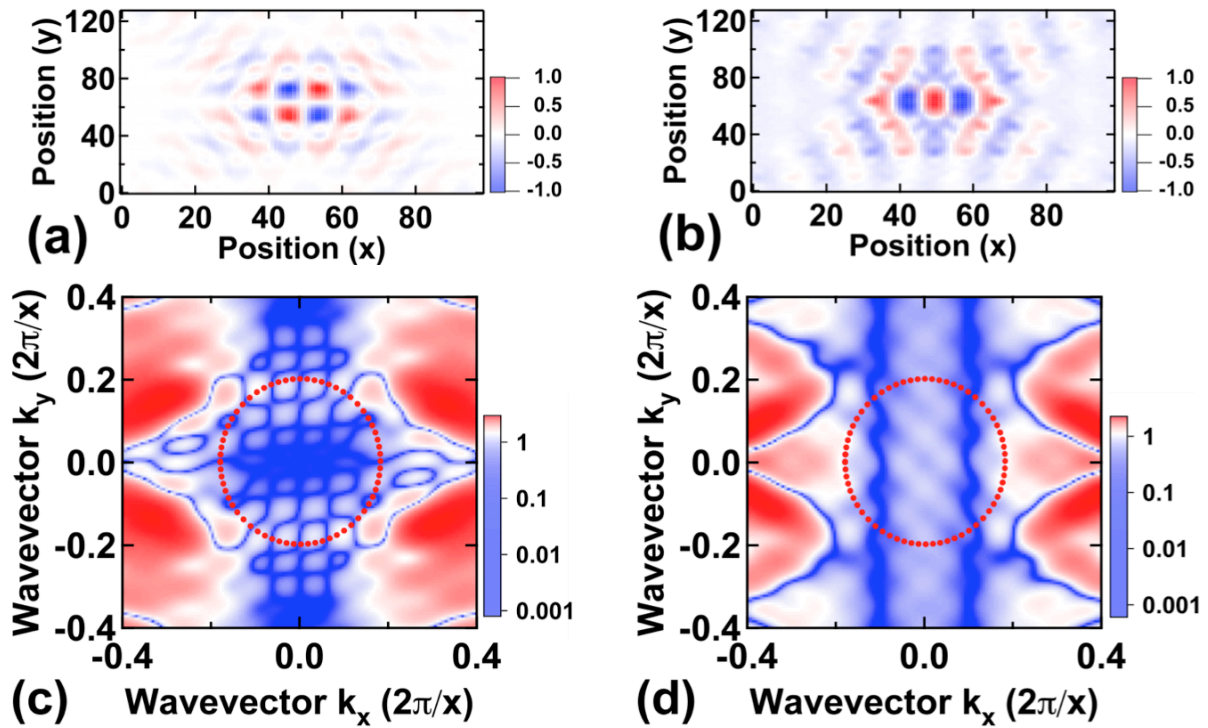 120
80
40
0
Position (y)
0 20 40 60 80
Position (x)
1.0
0.5
0.0
-0.5
-1.0
(a)
120
80
40
0
Position (y)
0 20 40 60 80
Position (x)
1.0
0.5
0.0
-0.5
-1.0
(b)
0.4
0.2
0.0
-0.2
-0.4
Wavevector k_y (2π/x)
-0.4 0.0 0.4
Wavevector k_x (2π/x)
1
0.1
0.01
0.001
(c)
0.4
0.2
0.0
-0.2
-0.4
Wavevector k_y (2π/x)
-0.4 0.0 0.4
Wavevector k_x (2π/x)
1
0.1
0.01
0.001
(d)